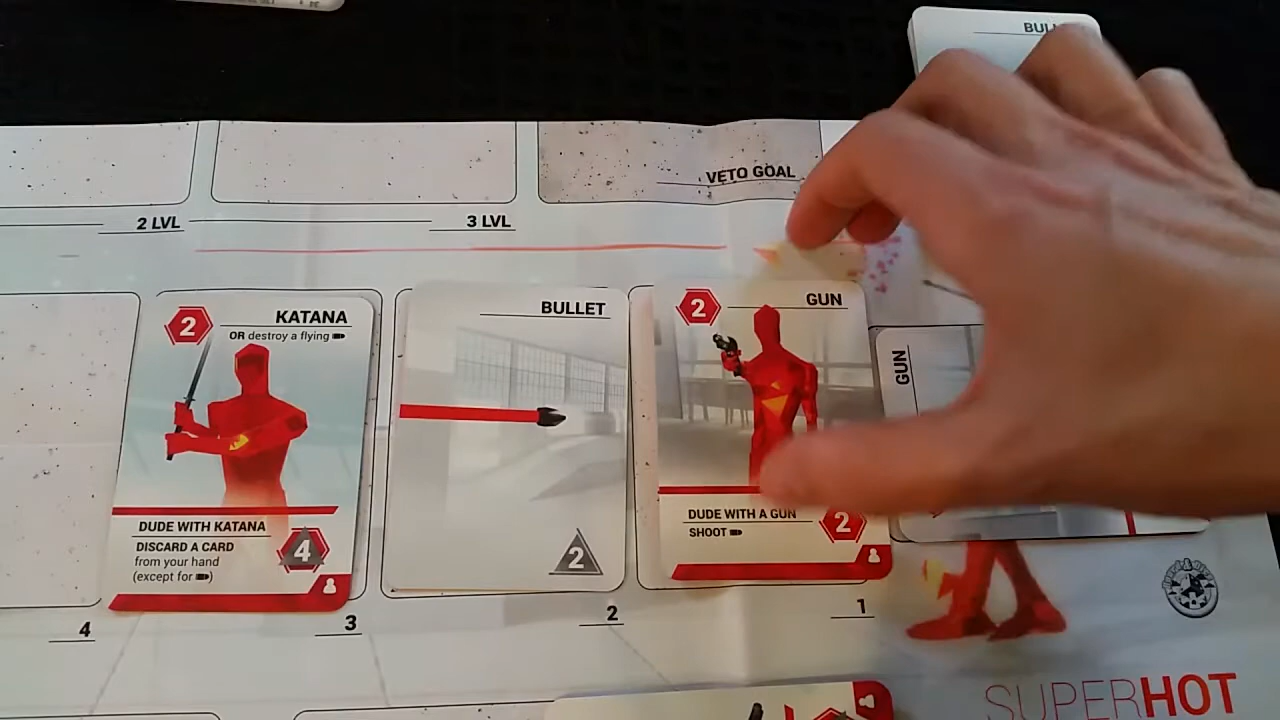 VETO GOAL
2 LVL
3 LVL
2
KATANA
OR destroy a flying
DUDE WITH KATANA
DISCARD A CARD
from your hand
(except for )
4
BULLET
2
2
GUN
DUDE WITH A GUN
SHOOT
2
GUN
4
3
2
1
SUPERHOT